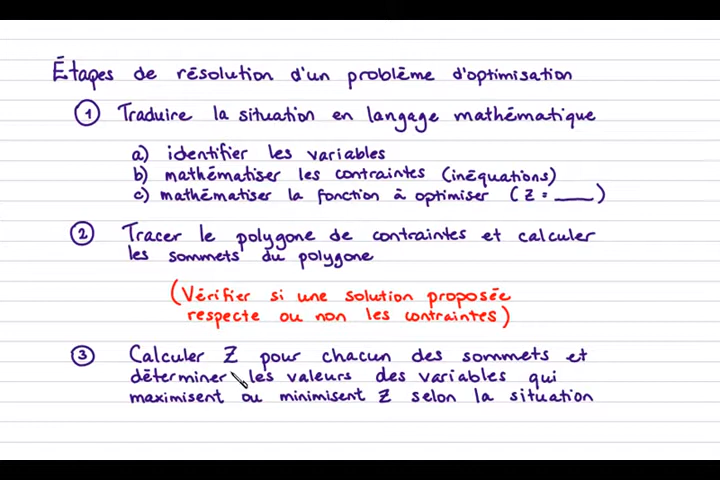 Étapes de résolution d'un problème d'optimisation
① Traduire la situation en langage mathématique
a) identifier les variables
b) mathématiser les contraintes (inéquations)
c) mathématiser la fonction à optimiser (Z = ____)
② Tracer le polygone de contraintes et calculer
les sommets du polygone
(Vérifier si une solution proposée
respecte ou non les contraintes)
③ Calculer Z pour chacun des sommets et
déterminer les valeurs des variables qui
maximisent ou minimisent Z selon la situation